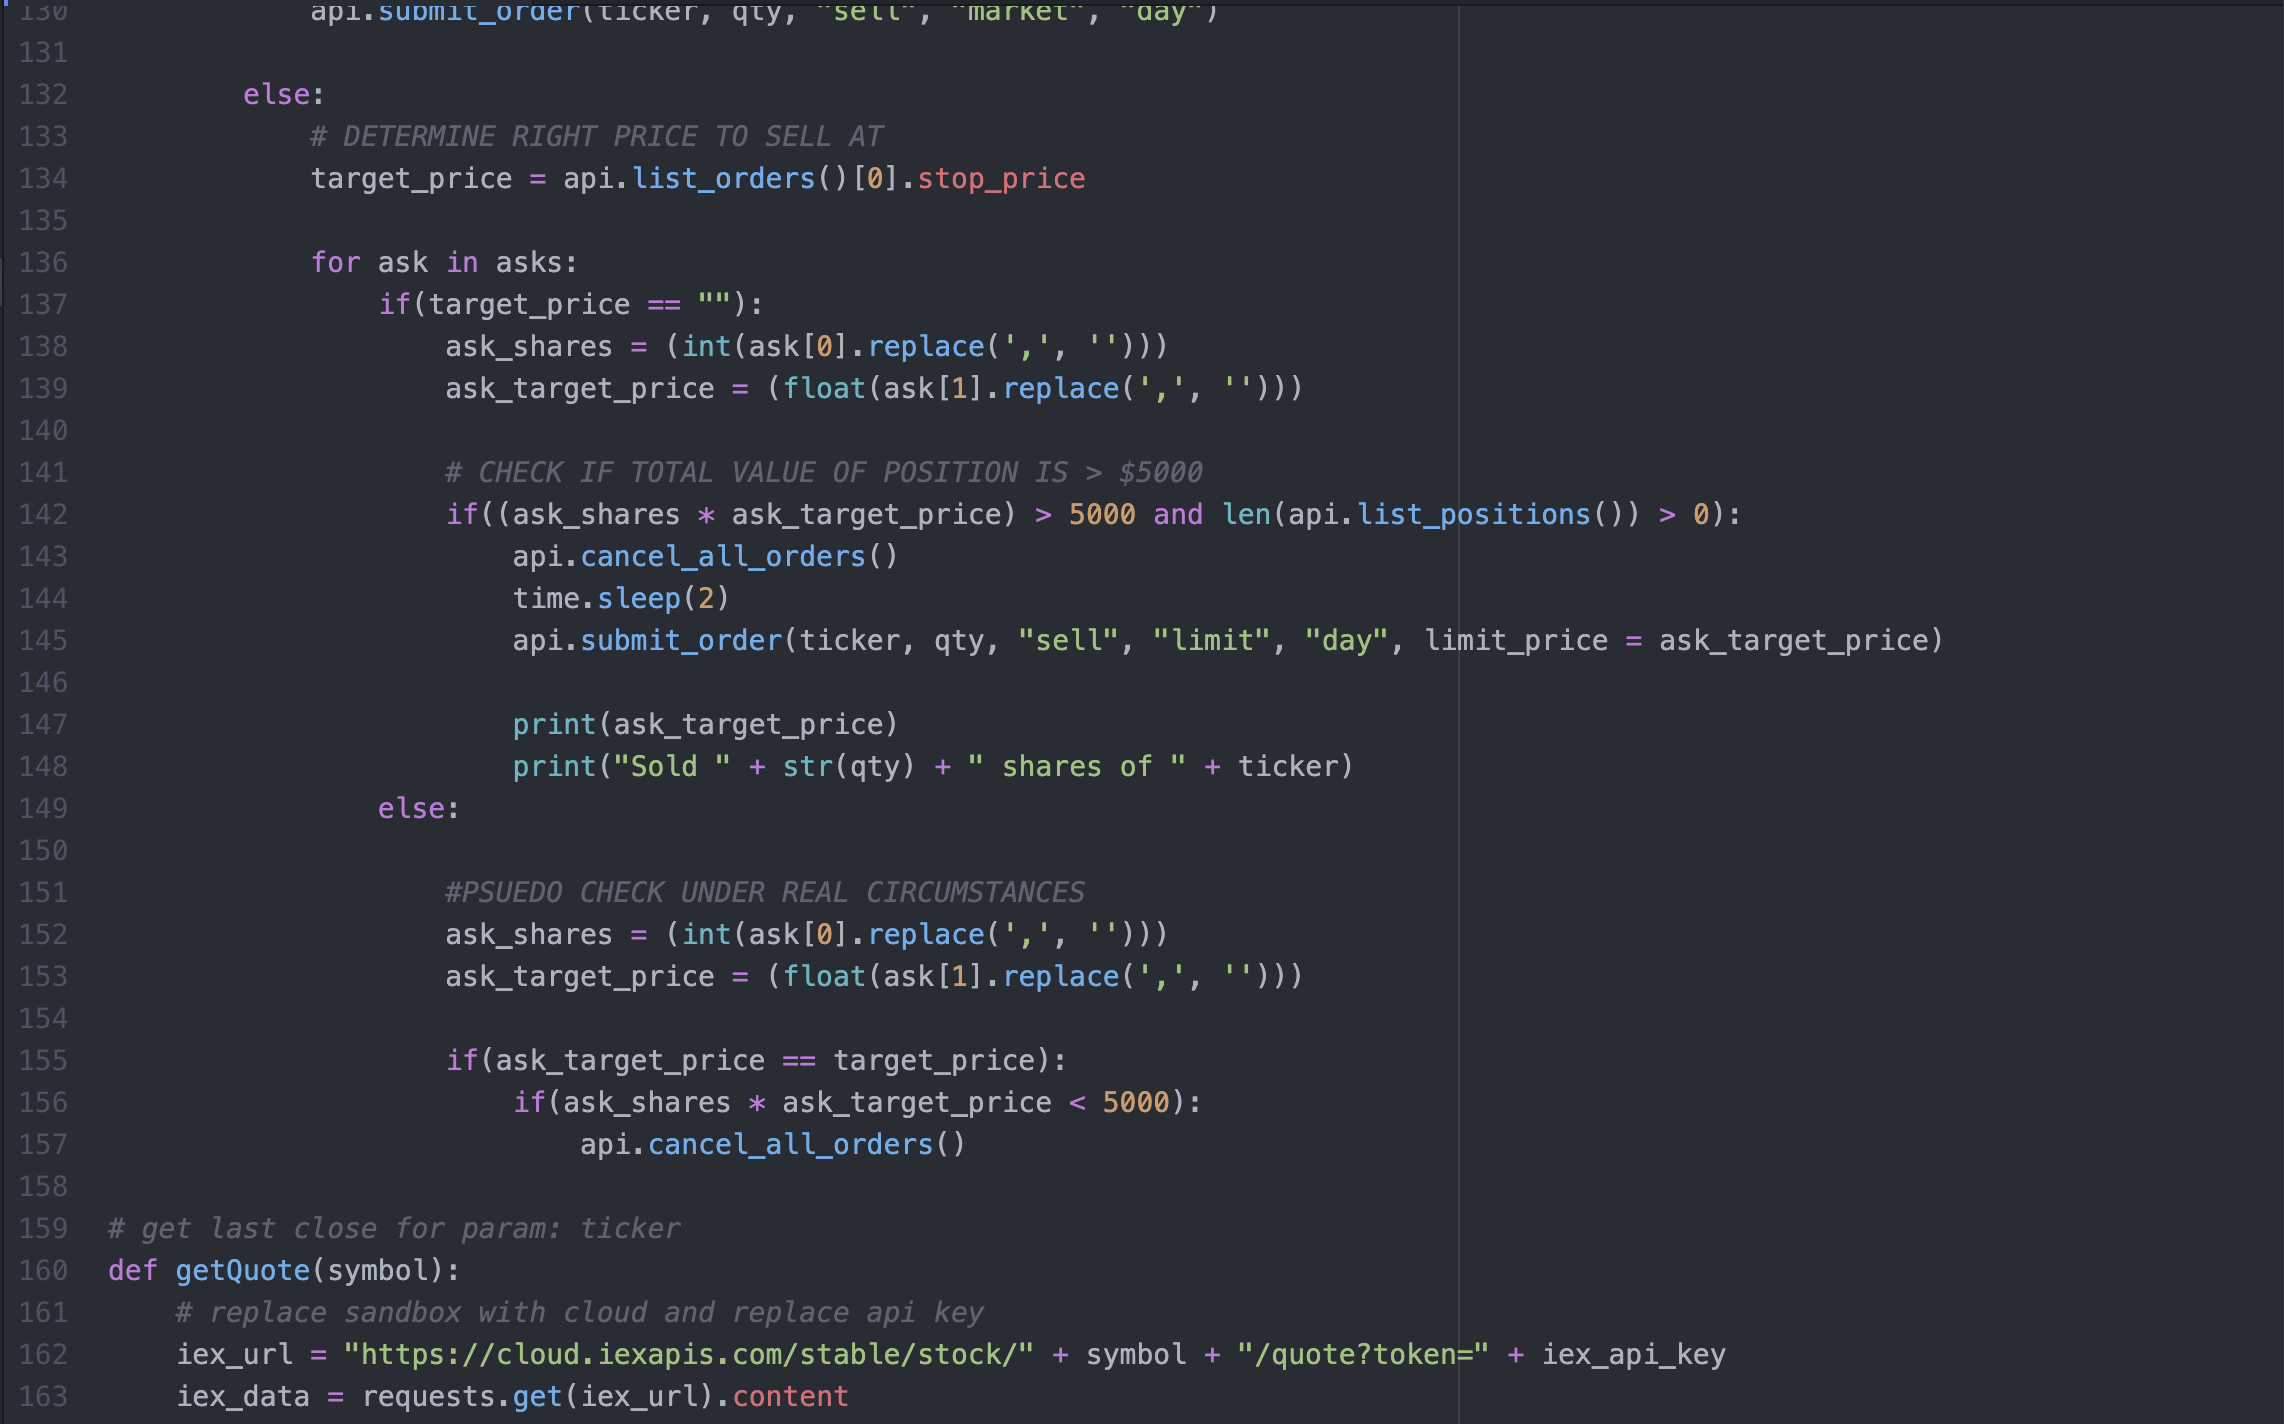 130 api.submit_order(ticker, qty, "sell", "market", "day")
131
132 else:
133 # DETERMINE RIGHT PRICE TO SELL AT
134 target_price = api.list_orders()[0].stop_price
135
136 for ask in asks:
137 if(target_price == ""):
138 ask_shares = (int(ask[0].replace(',', '')))
139 ask_target_price = (float(ask[1].replace(',', '')))
140
141 # CHECK IF TOTAL VALUE OF POSITION IS > $5000
142 if((ask_shares * ask_target_price) > 5000 and len(api.list_positions()) > 0):
143 api.cancel_all_orders()
144 time.sleep(2)
145 api.submit_order(ticker, qty, "sell", "limit", "day", limit_price = ask_target_price)
146
147 print(ask_target_price)
148 print("Sold " + str(qty) + " shares of " + ticker)
149 else:
150
151 #PSUEDO CHECK UNDER REAL CIRCUMSTANCES
152 ask_shares = (int(ask[0].replace(',', '')))
153 ask_target_price = (float(ask[1].replace(',', '')))
154
155 if(ask_target_price == target_price):
156 if(ask_shares * ask_target_price < 5000):
157 api.cancel_all_orders()
158
159 # get last close for param: ticker
160 def getQuote(symbol):
161 # replace sandbox with cloud and replace api key
162 iex_url = "https://cloud.iexapis.com/stable/stock/" + symbol + "/quote?token=" + iex_api_key
163 iex_data = requests.get(iex_url).content